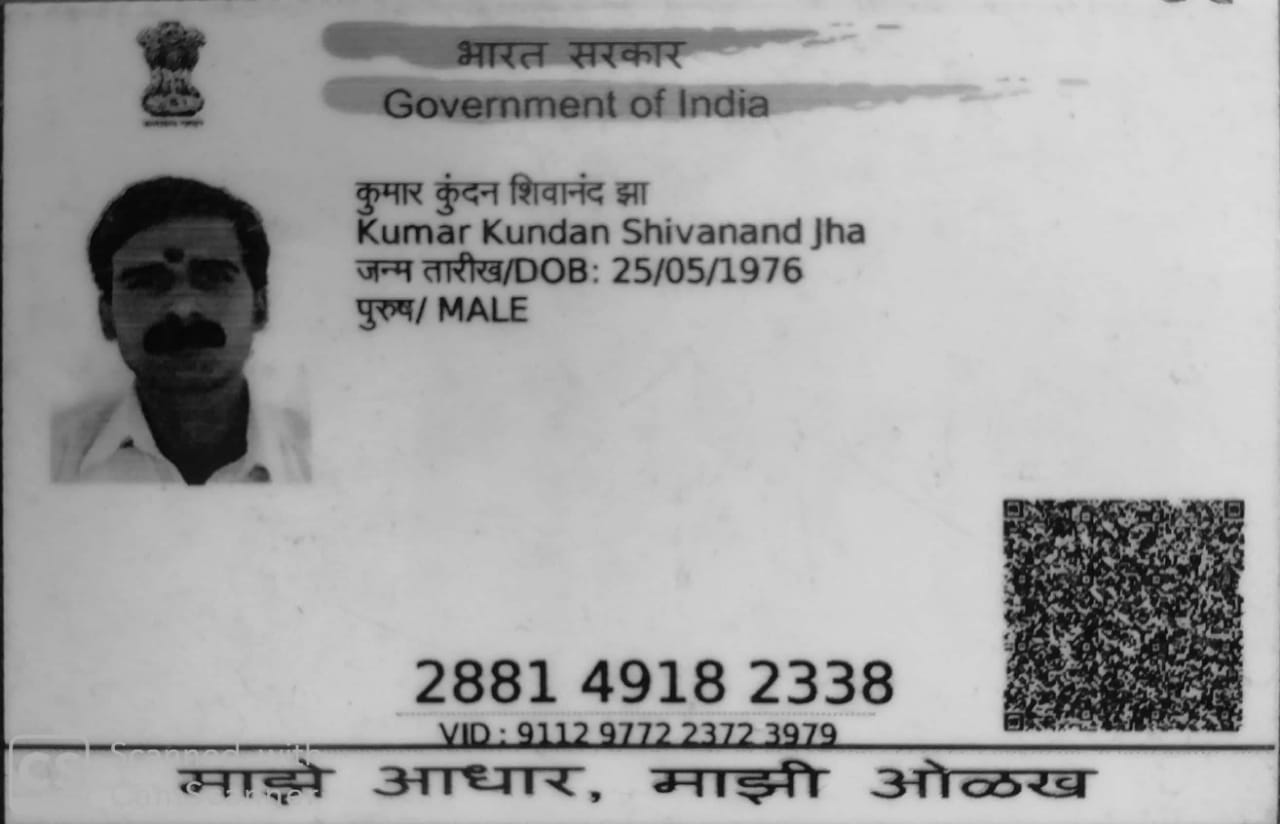 भारत सरकार
Government of India
कुमार कुंदन शिवानंद झा
Kumar Kundan Shivanand Jha
जन्म तारीख/DOB: 25/05/1976
पुरुष/ MALE
2881 4918 2338
VID : 9112 9772 2372 3979
माझे आधार, माझी ओळख
CS Scanned with
CamScanner